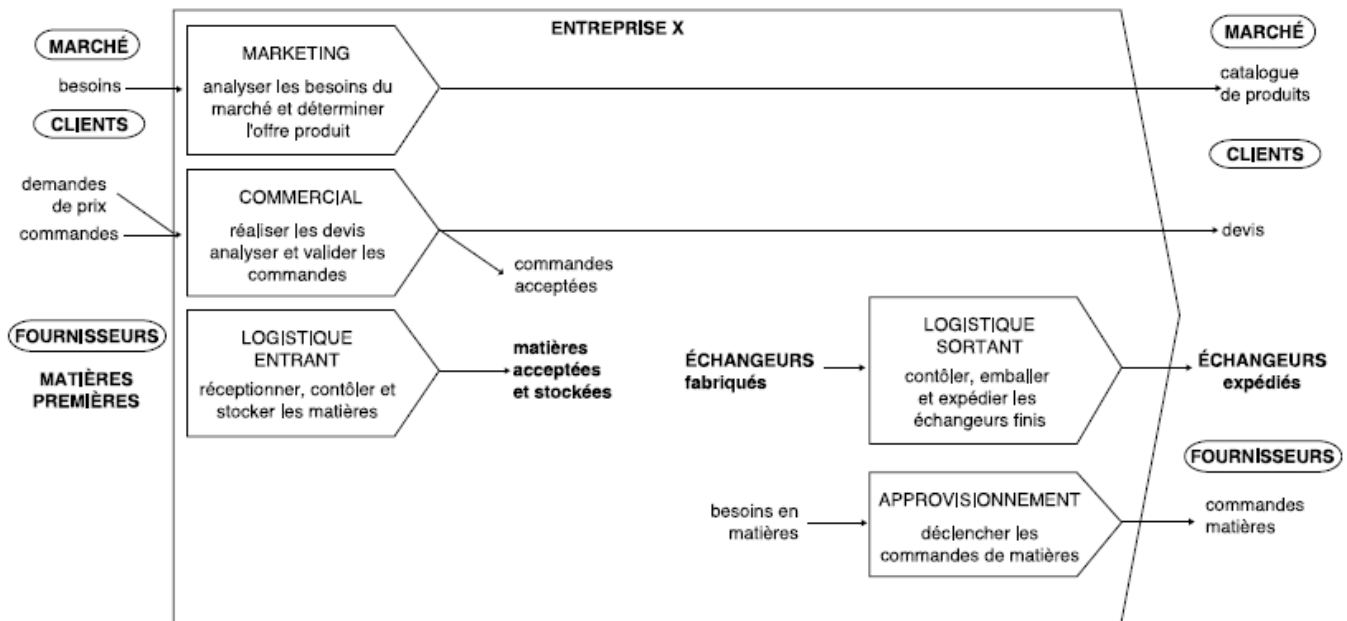 ENTREPRISE X
MARCHÉ
besoins
MARKETING
analyser les besoins du
marché et déterminer
l'offre produit
MARCHÉ
catalogue
de produits
CLIENTS
demandes
de prix
commandes
COMMERCIAL
réaliser les devis
analyser et valider les
commandes
commandes
acceptées
CLIENTS
devis
FOURNISSEURS
MATIÈRES
PREMIÈRES
LOGISTIQUE
ENTRANT
réceptionner, contôler et
stocker les matières
matières
acceptées
et stockées
ÉCHANGEURS
fabriqués
LOGISTIQUE
SORTANT
contôler, emballer
et expédier les
échangeurs finis
ÉCHANGEURS
expédiés
besoins en
matières
APPROVISIONNEMENT
déclencher les
commandes de matières
FOURNISSEURS
commandes
matières